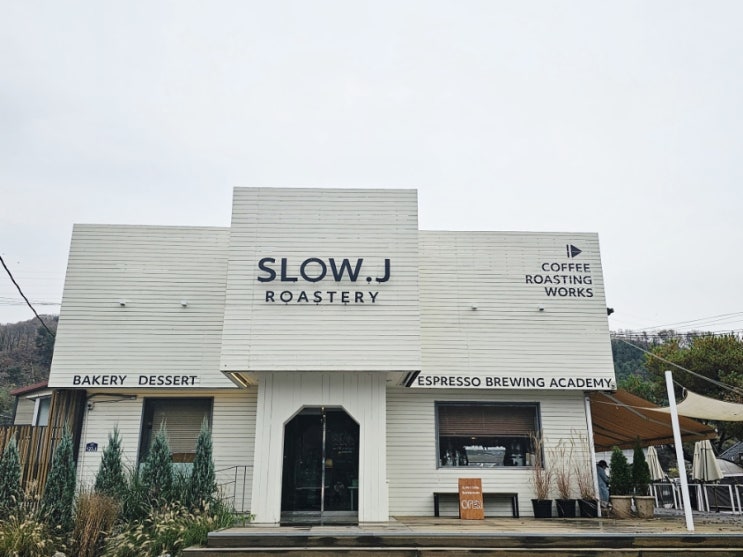 SLOW.J
ROASTERY
COFFEE
ROASTING
WORKS
BAKERY DESSERT
ESPRESSO BREWING ACADEMY
OPEN